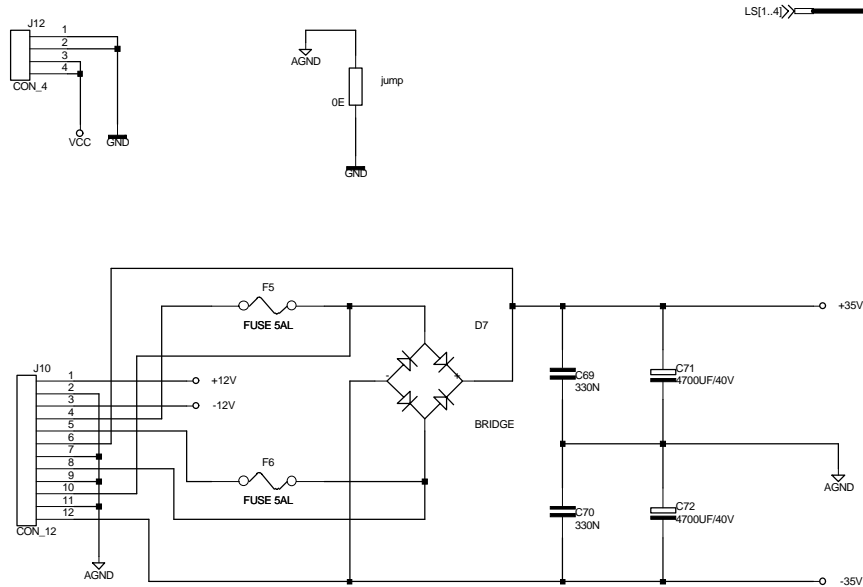 LS[1..4]
J12
1
2
3
4
CON_4
VCC
GND
AGND
jump
0E
GND
F5
FUSE 5AL
D7
+35V
J10
1
2
3
4
5
6
7
8
9
10
11
12
CON_12
+12V
-12V
-
+
BRIDGE
C69
330N
C71
4700UF/40V
F6
FUSE 5AL
AGND
C70
330N
C72
4700UF/40V
AGND
-35V